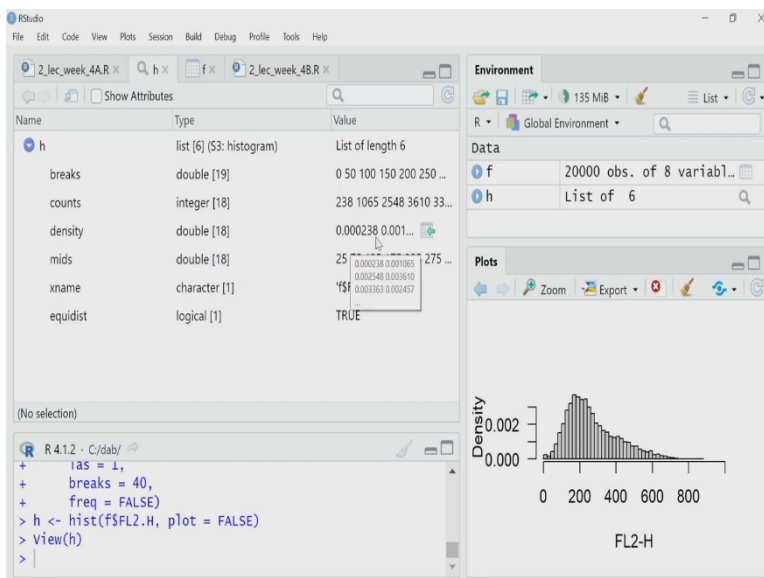 RStudio
File Edit Code View Plots Session Build Debug Profile Tools Help
2_lec_week_4A.R × h × f × 2_lec_week_4B.R ×
Show Attributes
Name Type Value
h list [6] (S3: histogram) List of length 6
breaks double [19] 0 50 100 150 200 250 ...
counts integer [18] 238 1065 2548 3610 33...
density double [18] 0.000238 0.001...
mids double [18] 25 275 ...
0.000238 0.001065
0.002548 0.003610
0.003363 0.002457
...
xname character [1]
equidist logical [1] TRUE
(No selection)
R 4.1.2 · C:/dab/
+ las = 1,
+ breaks = 40,
+ freq = FALSE)
> h <- hist(f$FL2.H, plot = FALSE)
> View(h)
>
Environment
135 MiB List
R Global Environment
Data
f 20000 obs. of 8 variabl...
h List of 6
Plots
Zoom Export
Density
0.002
0.000
0 200 400 600 800
FL2-H